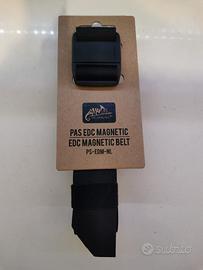 PAS EDC MAGNETIC
EDC MAGNETIC BELT
PS-EDM-NL
Subito.it